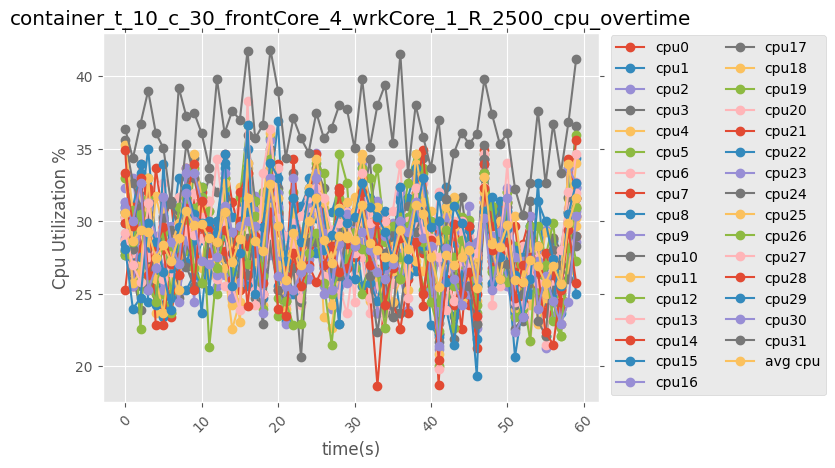 container_t_10_c_30_frontCore_4_wrkCore_1_R_2500_cpu_overtime
40
35
30
25
20
Cpu Utilization %
0 10 20 30 40 50 60
time(s)
cpu0
cpu1
cpu2
cpu3
cpu4
cpu5
cpu6
cpu7
cpu8
cpu9
cpu10
cpu11
cpu12
cpu13
cpu14
cpu15
cpu16
cpu17
cpu18
cpu19
cpu20
cpu21
cpu22
cpu23
cpu24
cpu25
cpu26
cpu27
cpu28
cpu29
cpu30
cpu31
avg cpu